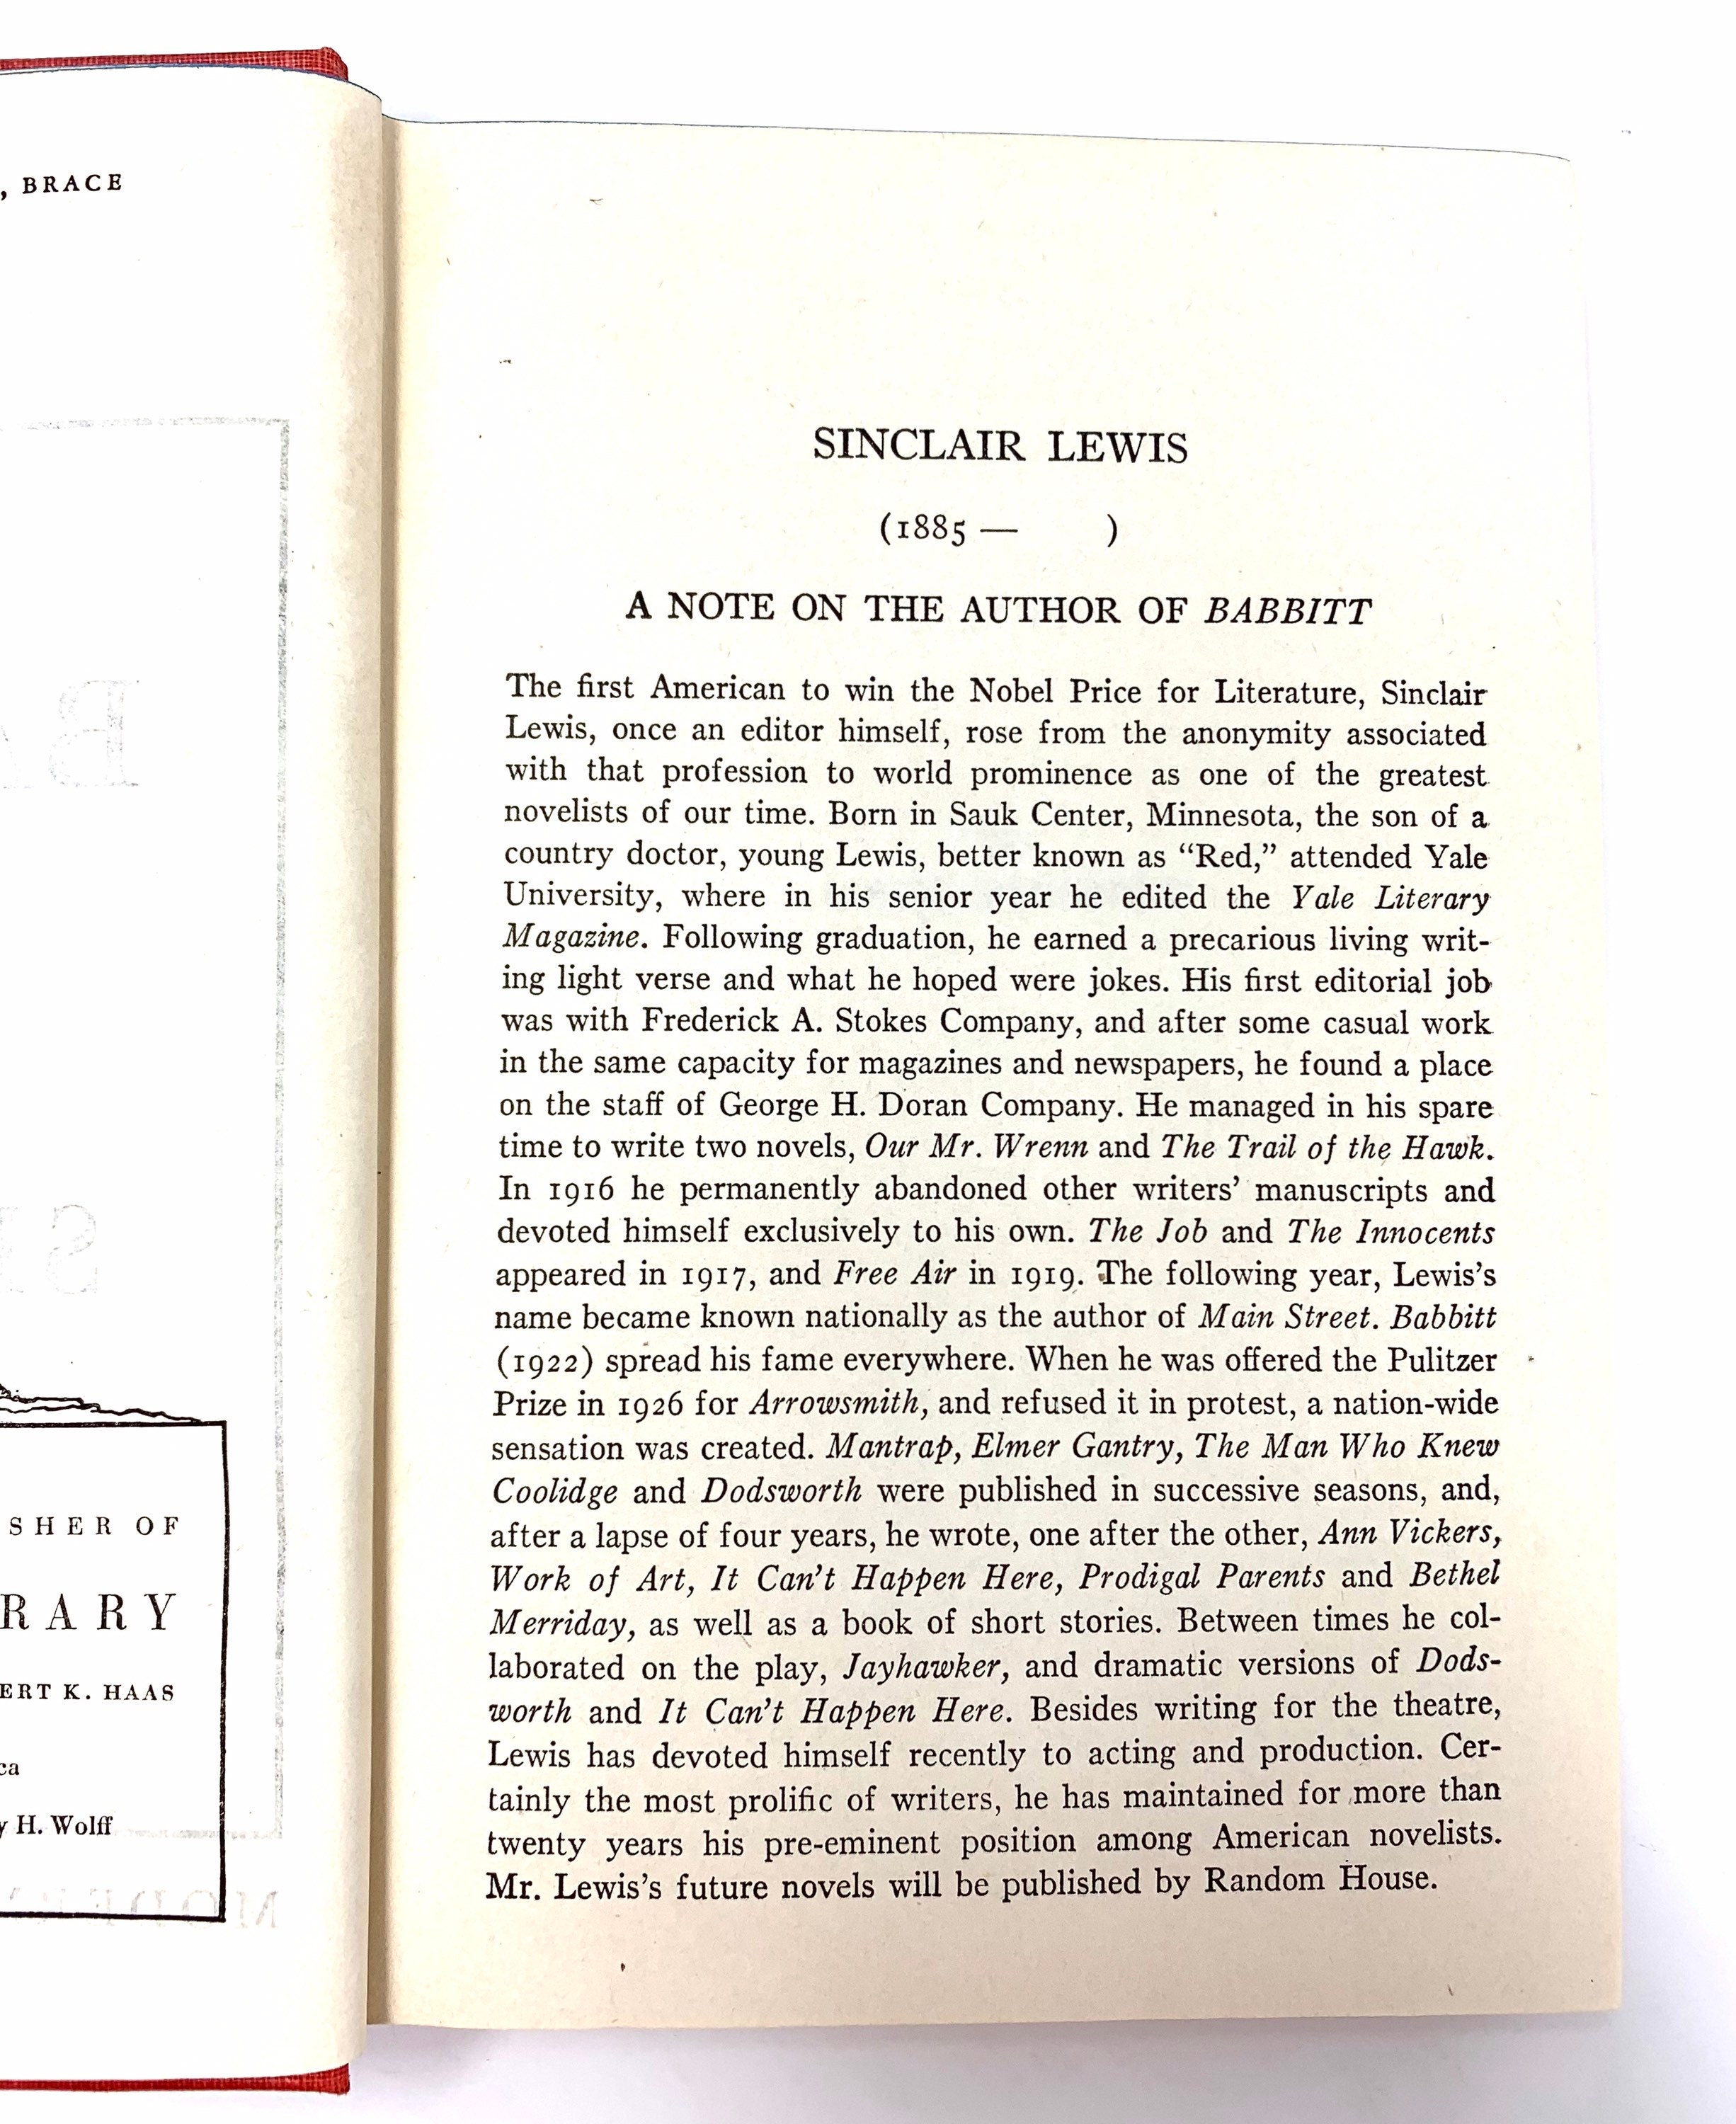 , BRACE
SHER OF
RARY
ERT K. HAAS
ca
y H. Wolff
SINCLAIR LEWIS
(1885 — )
A NOTE ON THE AUTHOR OF BABBITT
The first American to win the Nobel Price for Literature, Sinclair
Lewis, once an editor himself, rose from the anonymity associated
with that profession to world prominence as one of the greatest
novelists of our time. Born in Sauk Center, Minnesota, the son of a
country doctor, young Lewis, better known as “Red,” attended Yale
University, where in his senior year he edited the Yale Literary
Magazine. Following graduation, he earned a precarious living writ-
ing light verse and what he hoped were jokes. His first editorial job
was with Frederick A. Stokes Company, and after some casual work
in the same capacity for magazines and newspapers, he found a place
on the staff of George H. Doran Company. He managed in his spare
time to write two novels, Our Mr. Wrenn and The Trail of the Hawk.
In 1916 he permanently abandoned other writers’ manuscripts and
devoted himself exclusively to his own. The Job and The Innocents
appeared in 1917, and Free Air in 1919. The following year, Lewis’s
name became known nationally as the author of Main Street. Babbitt
(1922) spread his fame everywhere. When he was offered the Pulitzer
Prize in 1926 for Arrowsmith, and refused it in protest, a nation-wide
sensation was created. Mantrap, Elmer Gantry, The Man Who Knew
Coolidge and Dodsworth were published in successive seasons, and,
after a lapse of four years, he wrote, one after the other, Ann Vickers,
Work of Art, It Can’t Happen Here, Prodigal Parents and Bethel
Merriday, as well as a book of short stories. Between times he col-
laborated on the play, Jayhawker, and dramatic versions of Dods-
worth and It Can’t Happen Here. Besides writing for the theatre,
Lewis has devoted himself recently to acting and production. Cer-
tainly the most prolific of writers, he has maintained for more than
twenty years his pre-eminent position among American novelists.
Mr. Lewis’s future novels will be published by Random House.